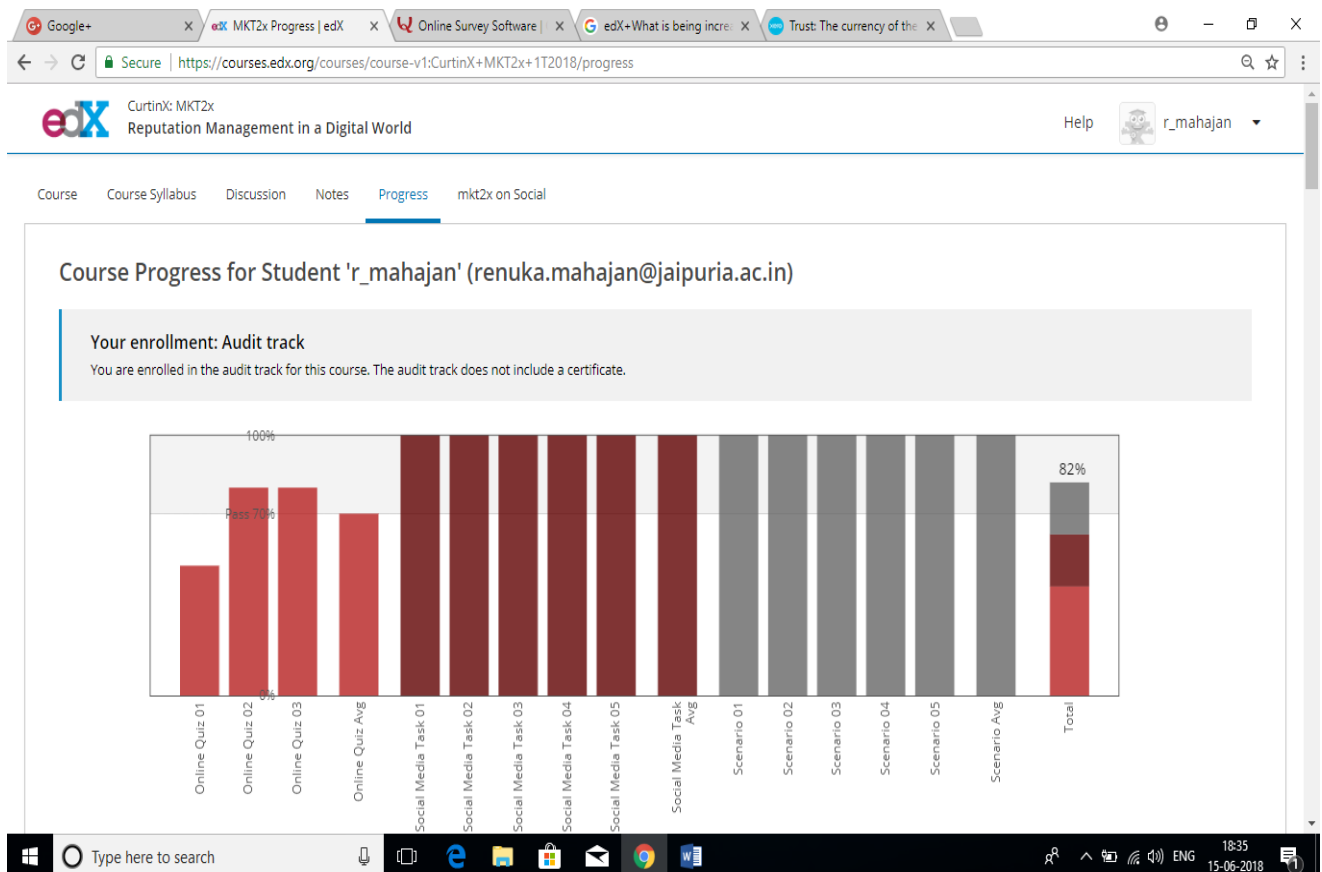 Google+
MKT2x Progress | edX
Online Survey Software |
edX+What is being incre
Trust: The currency of the
Secure | https://courses.edx.org/courses/course-v1:CurtinX+MKT2x+1T2018/progress
edX
CurtinX: MKT2x
Reputation Management in a Digital World
Help
r_mahajan
Course
Course Syllabus
Discussion
Notes
Progress
mkt2x on Social
Course Progress for Student 'r_mahajan' (renuka.mahajan@jaipuria.ac.in)
Your enrollment: Audit track
You are enrolled in the audit track for this course. The audit track does not include a certificate.
100%
Pass 70%
0%
82%
Online Quiz 01
Online Quiz 02
Online Quiz 03
Online Quiz Avg
Social Media Task 01
Social Media Task 02
Social Media Task 03
Social Media Task 04
Social Media Task 05
Social Media Task
Avg
Scenario 01
Scenario 02
Scenario 03
Scenario 04
Scenario 05
Scenario Avg
Total
Type here to search
ENG
18:35
15-06-2018
1